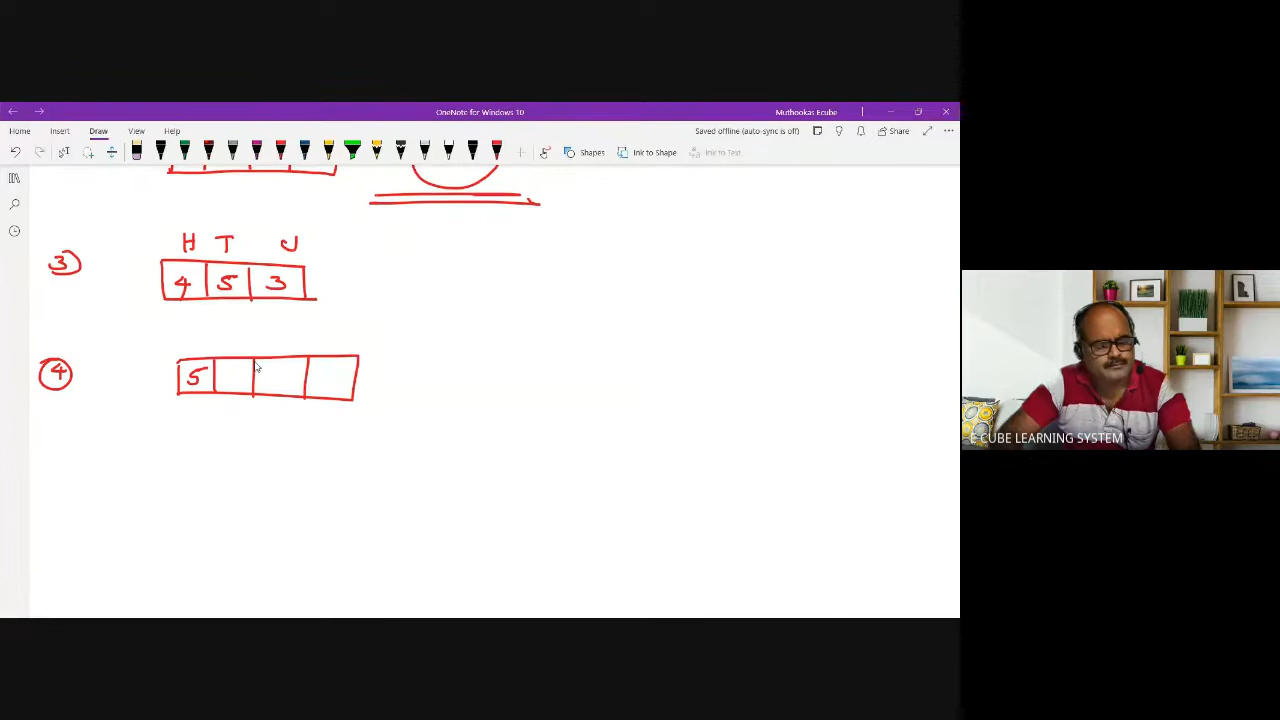 OneNote for Windows 10
Muthookas Ecube
Home Insert Draw View Help
Saved offline (auto-sync is off)
Share
Shapes
Ink to Shape
Ink to Text
H T U
3
4 5 3
4
5
E CUBE LEARNING SYSTEM